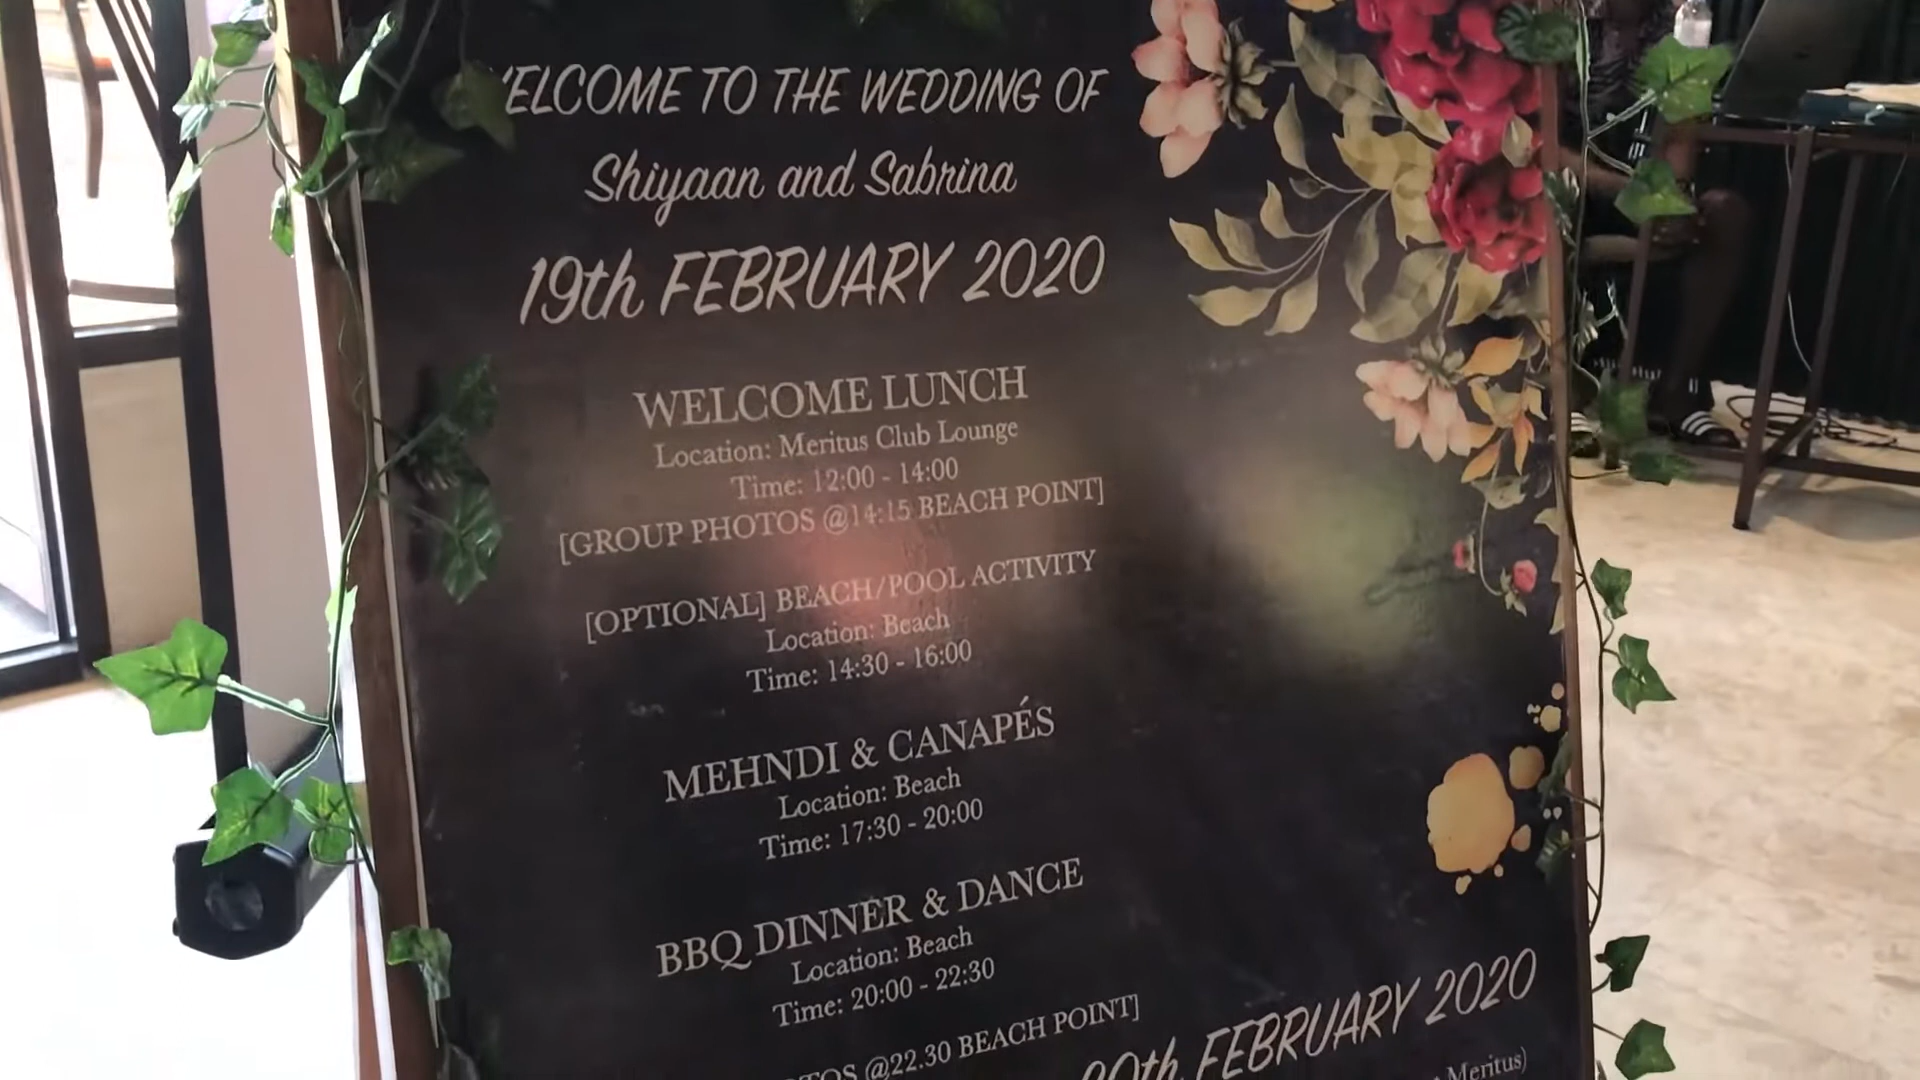 WELCOME TO THE WEDDING OF
Shiyaan and Sabrina
19th FEBRUARY 2020
WELCOME LUNCH
Location: Meritus Club Lounge
Time: 12:00 - 14:00
[GROUP PHOTOS @14:15 BEACH POINT]
[OPTIONAL] BEACH/POOL ACTIVITY
Location: Beach
Time: 14:30 - 16:00
MEHNDI & CANAPÉS
Location: Beach
Time: 17:30 - 20:00
BBQ DINNER & DANCE
Location: Beach
Time: 20:00 - 22:30
@22.30 BEACH POINT]
20th FEBRUARY 2020
Meritus)